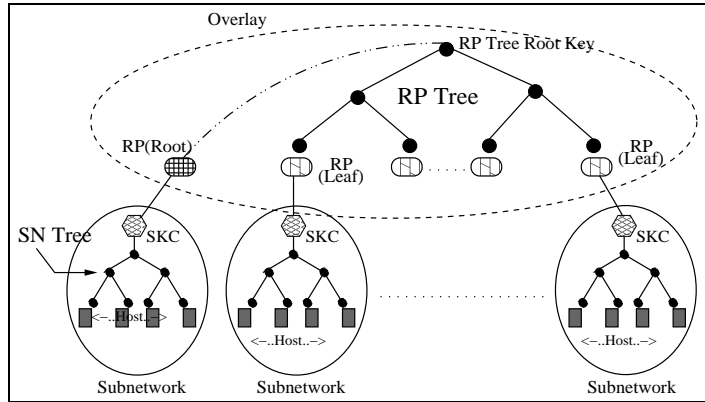 Overlay
RP Tree Root Key
RP Tree
RP(Root)
RP
(Leaf)
RP
(Leaf)
SN Tree
SKC
SKC
SKC
<-..Host..->
<-..Host..->
<-..Host..->
Subnetwork
Subnetwork
Subnetwork